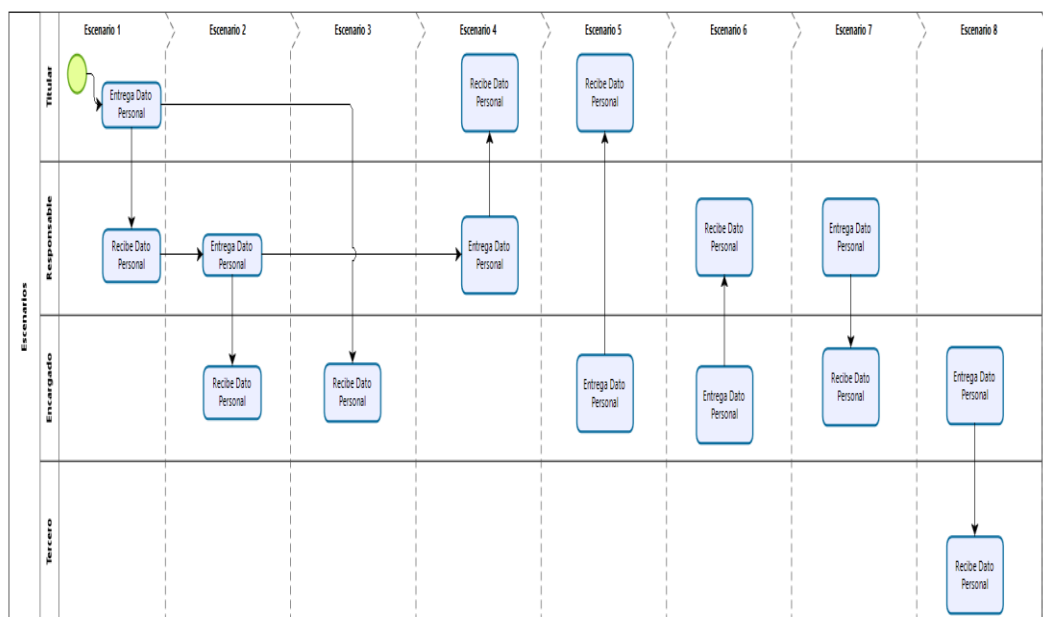 Escenario 1
Escenario 2
Escenario 3
Escenario 4
Escenario 5
Escenario 6
Escenario 7
Escenario 8
Escenarios
Titular
Entrega Dato
Personal
Recibe Dato
Personal
Recibe Dato
Personal
Responsable
Recibe Dato
Personal
Entrega Dato
Personal
Entrega Dato
Personal
Recibe Dato
Personal
Entrega Dato
Personal
Encargado
Recibe Dato
Personal
Recibe Dato
Personal
Entrega Dato
Personal
Entrega Dato
Personal
Recibe Dato
Personal
Entrega Dato
Personal
Tercero
Recibe Dato
Personal